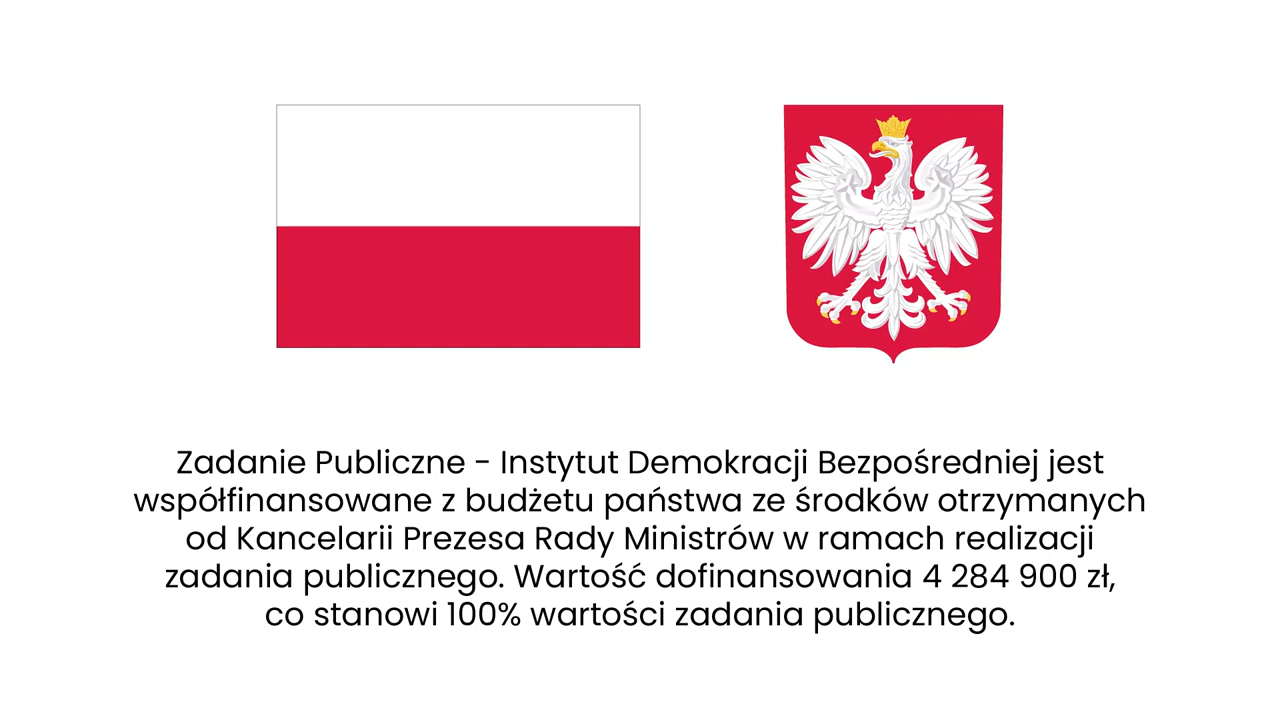 Zadanie Publiczne - Instytut Demokracji Bezpośredniej jest
współfinansowane z budżetu państwa ze środków otrzymanych
od Kancelarii Prezesa Rady Ministrów w ramach realizacji
zadania publicznego. Wartość dofinansowania 4 284 900 zł,
co stanowi 100% wartości zadania publicznego.